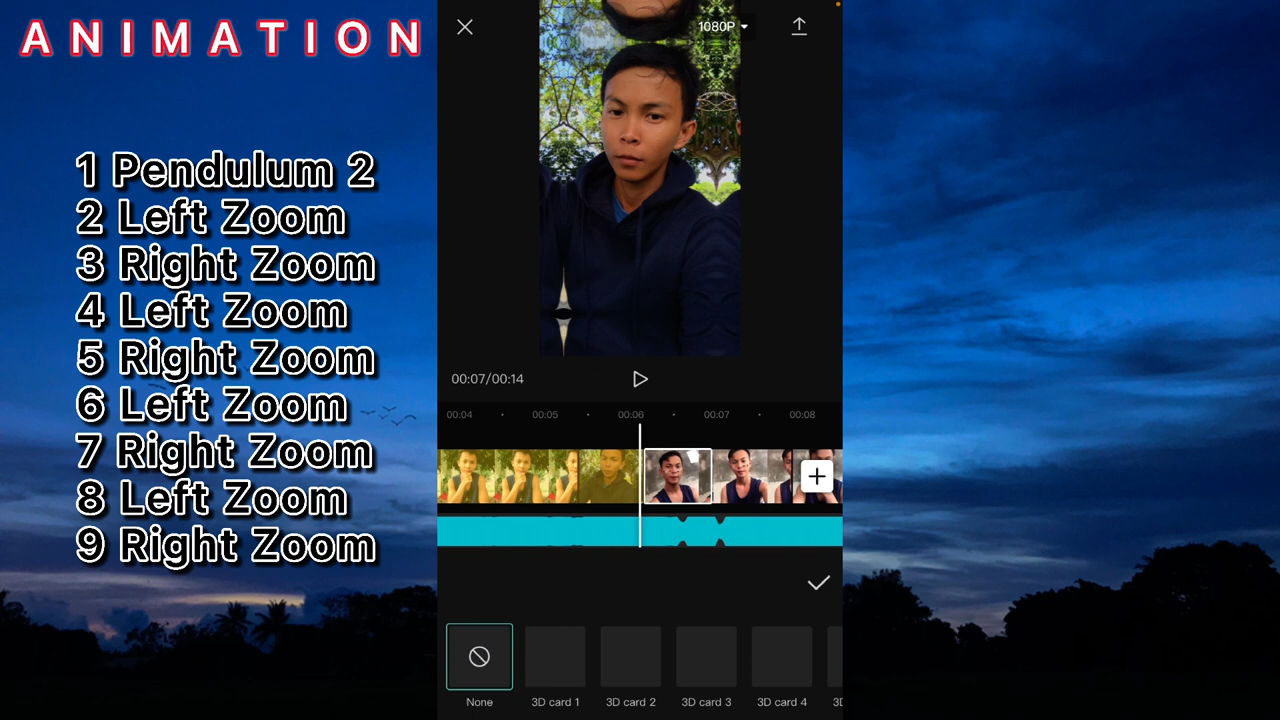 ANIMATION
1 Pendulum 2
2 Left Zoom
3 Right Zoom
4 Left Zoom
5 Right Zoom
6 Left Zoom
7 Right Zoom
8 Left Zoom
9 Right Zoom
1080P
00:07/00:14
00:04 00:05 00:06 00:07 00:08
None 3D card 1 3D card 2 3D card 3 3D card 4